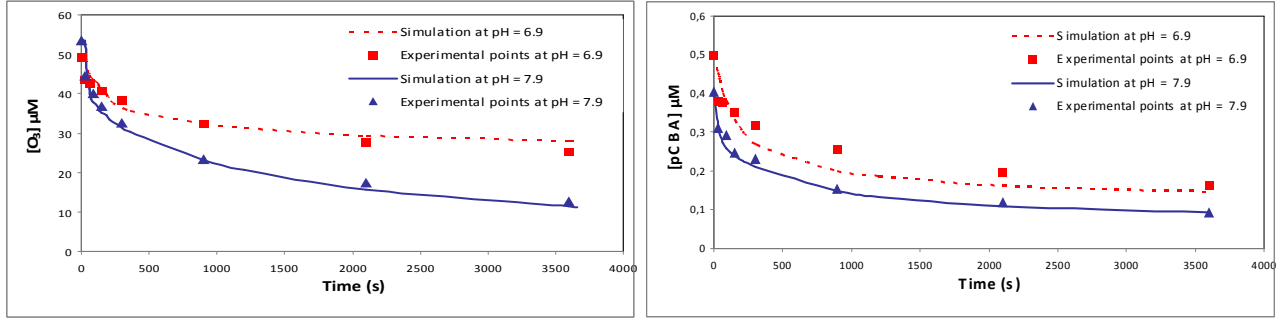 60
50
40
30
20
10
0
[O₃] µM
Simulation at pH = 6.9
Experimental points at pH = 6.9
Simulation at pH = 7.9
Experimental points at pH = 7.9
0 500 1000 1500 2000 2500 3000 3500 4000
Time (s)
0,6
0,5
0,4
0,3
0,2
0,1
0
[pCBA] µM
Simulation at pH = 6.9
Experimental points at pH = 6.9
Simulation at pH = 7.9
Experimental points at pH = 7.9
0 500 1000 1500 2000 2500 3000 3500 4000
Time (s)